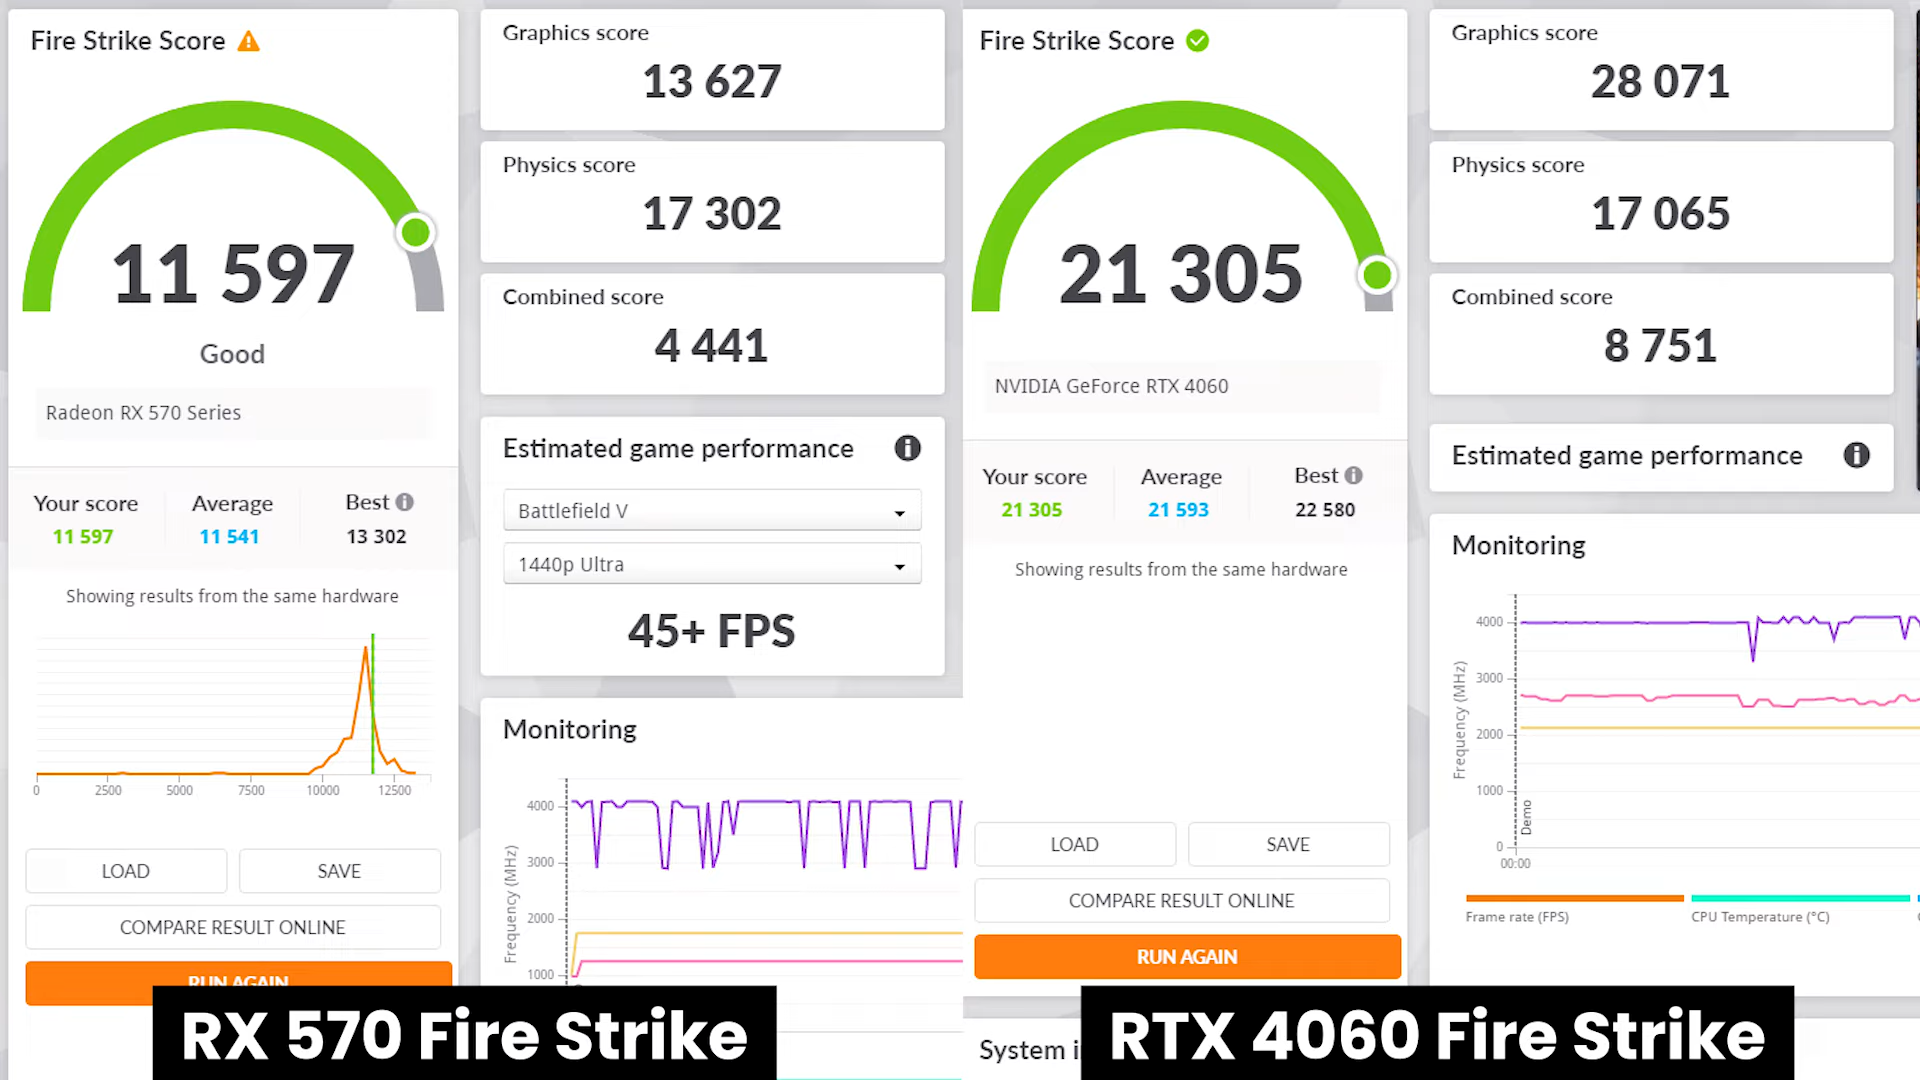 Fire Strike Score
11 597
Good
Radeon RX 570 Series
Your score Average Best
11 597 11 541 13 302
Showing results from the same hardware
0 2500 5000 7500 10000 12500
LOAD SAVE
COMPARE RESULT ONLINE
RUN AGAIN
Graphics score
13 627
Physics score
17 302
Combined score
4 441
Estimated game performance
Battlefield V
1440p Ultra
45+ FPS
Monitoring
Frequency (MHz)
4000
3000
2000
1000
RX 570 Fire Strike
Fire Strike Score
21 305
NVIDIA GeForce RTX 4060
Your score Average Best
21 305 21 593 22 580
Showing results from the same hardware
LOAD SAVE
COMPARE RESULT ONLINE
RUN AGAIN
Graphics score
28 071
Physics score
17 065
Combined score
8 751
Estimated game performance
Monitoring
Frequency (MHz)
4000
3000
2000
1000
0
Demo
00:00
Frame rate (FPS) CPU Temperature (°C)
System
RTX 4060 Fire Strike